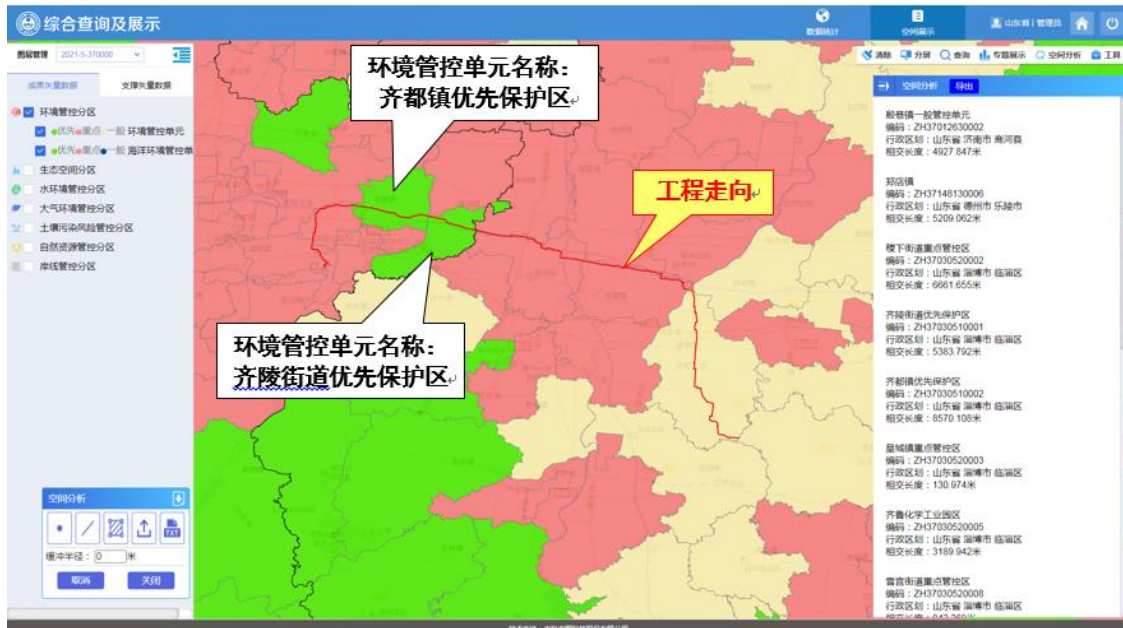 综合查询及展示
数据统计
空间展示
山东省 | 管理员
图层管理 2021-5-370000
清除 分屏 查询 专题展示 空间分析 工具
成果矢量数据 支撑矢量数据
环境管控分区
优先 重点 一般 环境管控单元
优先 重点 一般 海洋环境管控单
生态空间分区
水环境管控分区
大气环境管控分区
土壤污染风险管控分区
自然资源管控分区
岸线管控分区
环境管控单元名称：
齐都镇优先保护区
工程走向
环境管控单元名称：
齐陵街道优先保护区
空间分析
TXT
缓冲半径： 0 米
取消 关闭
空间分析 导出
殷巷镇一般管控单元
编码：ZH37012630002
行政区划：山东省 济南市 商河县
相交长度：4927.847米
郑店镇
编码：ZH37148130006
行政区划：山东省 德州市 乐陵市
相交长度：5209.062米
稷下街道重点管控区
编码：ZH37030520002
行政区划：山东省 淄博市 临淄区
相交长度：6661.655米
齐陵街道优先保护区
编码：ZH37030510001
行政区划：山东省 淄博市 临淄区
相交长度：5383.792米
齐都镇优先保护区
编码：ZH37030510002
行政区划：山东省 淄博市 临淄区
相交长度：8570.108米
皇城镇重点管控区
编码：ZH37030520003
行政区划：山东省 淄博市 临淄区
相交长度：130.974米
齐鲁化学工业园区
编码：ZH37030520005
行政区划：山东省 淄博市 临淄区
相交长度：3189.942米
雪宫街道重点管控区
编码：ZH37030520008
行政区划：山东省 淄博市 临淄区